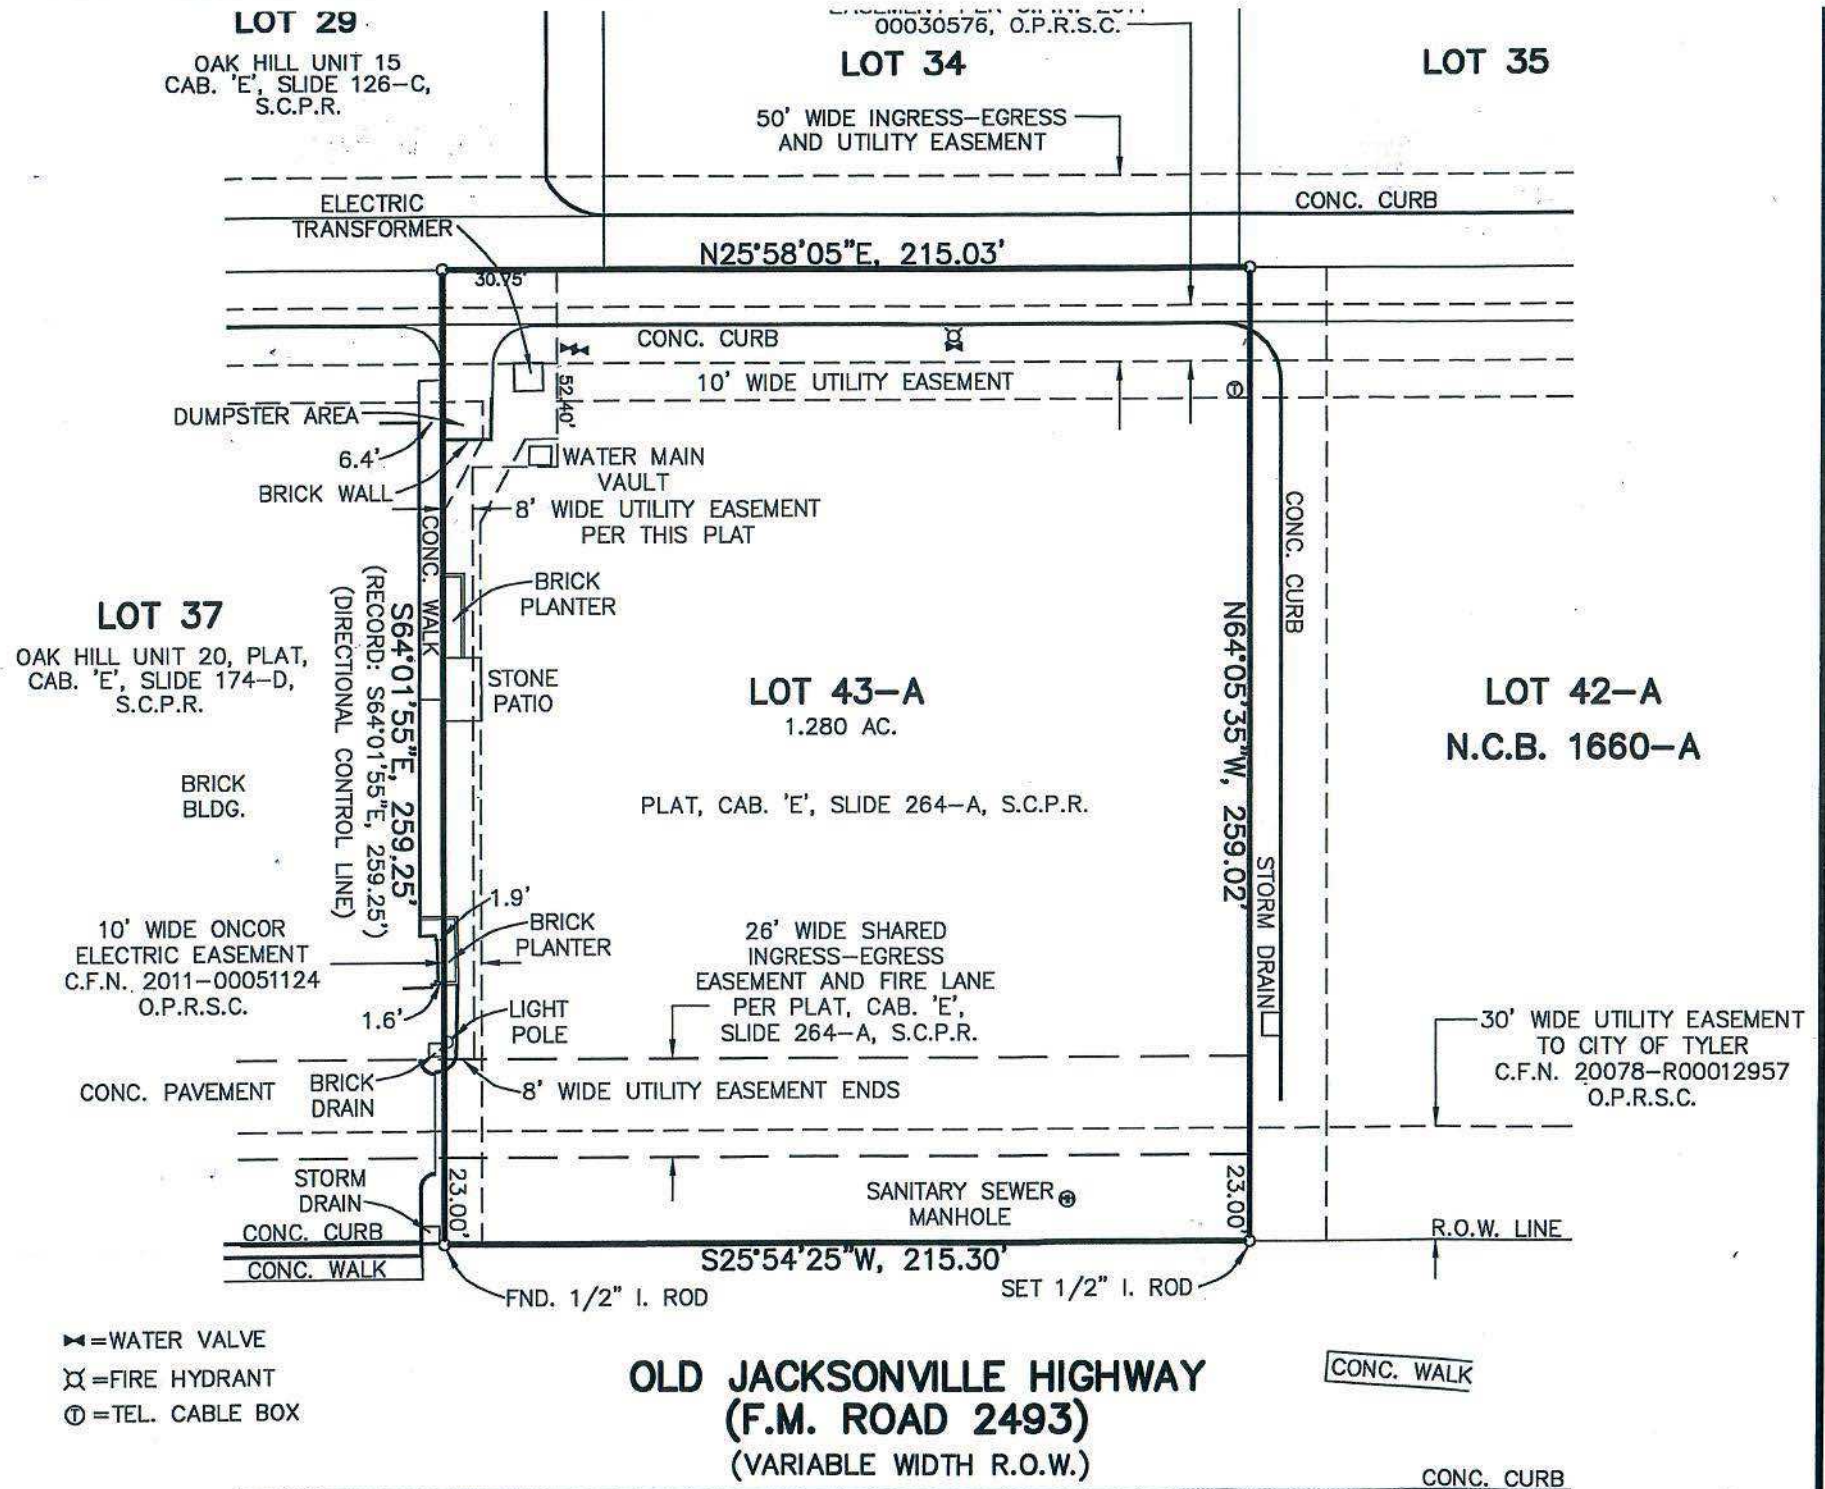 LOT 29
OAK HILL UNIT 15
CAB. 'E', SLIDE 126-C,
S.C.P.R.
00030576, O.P.R.S.C.
LOT 34
LOT 35
50' WIDE INGRESS-EGRESS
AND UTILITY EASEMENT
CONC. CURB
ELECTRIC
TRANSFORMER
N25°58'05"E, 215.03'
30.75'
CONC. CURB
10' WIDE UTILITY EASEMENT
T
52.40'
DUMPSTER AREA
6.4'
BRICK WALL
WATER MAIN
VAULT
8' WIDE UTILITY EASEMENT
PER THIS PLAT
CONC. WALK
CONC. CURB
BRICK
PLANTER
LOT 37
OAK HILL UNIT 20, PLAT,
CAB. 'E', SLIDE 174-D,
S.C.P.R.
S64°01'55"E, 259.25'
(RECORD: S64°01'55"E, 259.25')
(DIRECTIONAL CONTROL LINE)
STONE
PATIO
LOT 43-A
1.280 AC.
N64°05'35"W, 259.02'
LOT 42-A
N.C.B. 1660-A
BRICK
BLDG.
PLAT, CAB. 'E', SLIDE 264-A, S.C.P.R.
1.9'
BRICK
PLANTER
STORM DRAIN
10' WIDE ONCOR
ELECTRIC EASEMENT
C.F.N. 2011-00051124
O.P.R.S.C.
26' WIDE SHARED
INGRESS-EGRESS
EASEMENT AND FIRE LANE
PER PLAT, CAB. 'E',
SLIDE 264-A, S.C.P.R.
1.6'
LIGHT
POLE
30' WIDE UTILITY EASEMENT
TO CITY OF TYLER
C.F.N. 20078-R00012957
O.P.R.S.C.
CONC. PAVEMENT
BRICK
DRAIN
8' WIDE UTILITY EASEMENT ENDS
STORM
DRAIN
23.00'
SANITARY SEWER
MANHOLE
23.00'
CONC. CURB
R.O.W. LINE
CONC. WALK
S25°54'25"W, 215.30'
FND. 1/2" I. ROD
SET 1/2" I. ROD
=WATER VALVE
=FIRE HYDRANT
T =TEL. CABLE BOX
OLD JACKSONVILLE HIGHWAY
(F.M. ROAD 2493)
(VARIABLE WIDTH R.O.W.)
CONC. WALK
CONC. CURB